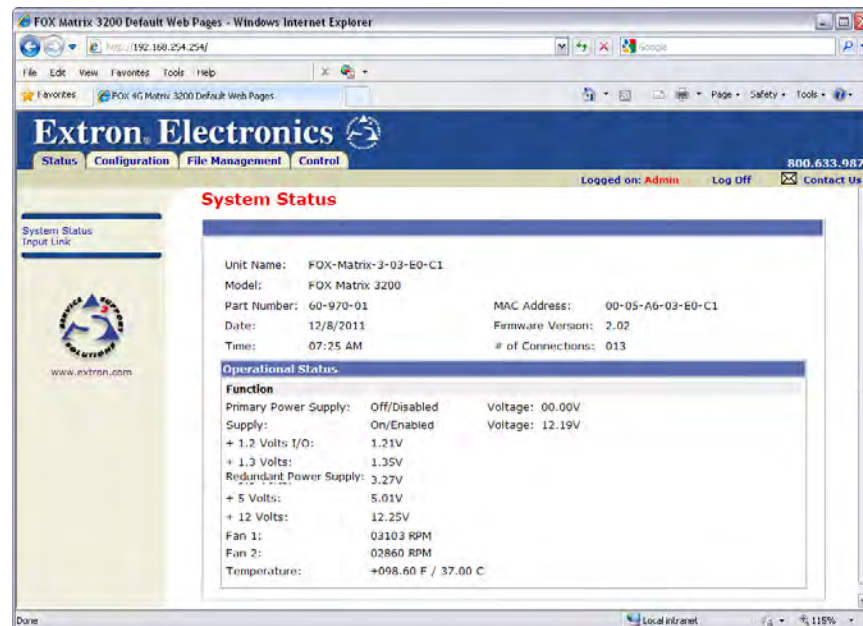 FOX Matrix 3200 Default Web Pages - Windows Internet Explorer
http://192.168.254.254/
Google
File Edit View Favorites Tools Help
Favorites FOX 4G Matrix 3200 Default Web Pages Page Safety Tools
Extron Electronics
Status Configuration File Management Control
800.633.987
Logged on: Admin Log Off Contact Us
System Status
System Status
Input Link
Unit Name: FOX-Matrix-3-03-E0-C1
Model: FOX Matrix 3200
Part Number: 60-970-01 MAC Address: 00-05-A6-03-E0-C1
Date: 12/8/2011 Firmware Version: 2.02
Time: 07:25 AM # of Connections: 013
SERVICE SUPPORT SOLUTIONS
www.extron.com
Operational Status
Function
Primary Power Supply: Off/Disabled Voltage: 00.00V
Supply: On/Enabled Voltage: 12.19V
+ 1.2 Volts I/O: 1.21V
+ 1.3 Volts: 1.35V
Redundant Power Supply: 3.27V
+ 5 Volts: 5.01V
+ 12 Volts: 12.25V
Fan 1: 03103 RPM
Fan 2: 02860 RPM
Temperature: +098.60 F / 37.00 C
Done Local intranet 115%